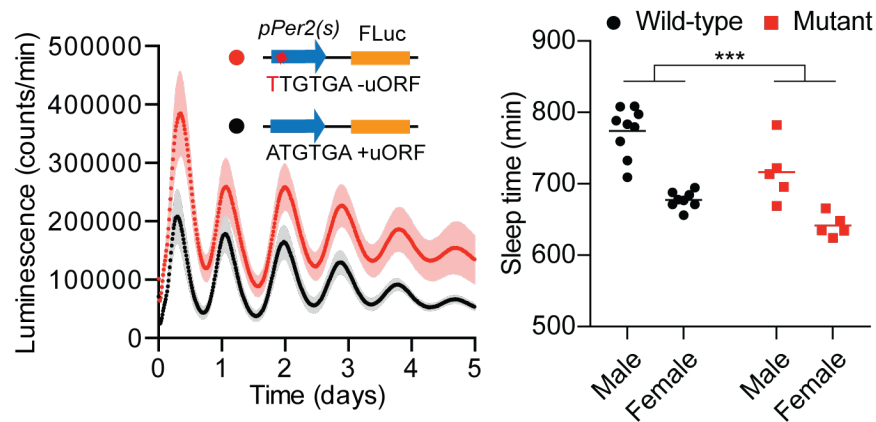 Luminescence (counts/min)
500000
400000
300000
200000
100000
0
pPer2(s) FLuc
TTGTGA -uORF
ATGTGA +uORF
0 1 2 3 4 5
Time (days)
Wild-type Mutant
Sleep time (min)
900
800
700
600
500
***
Male Female Male Female